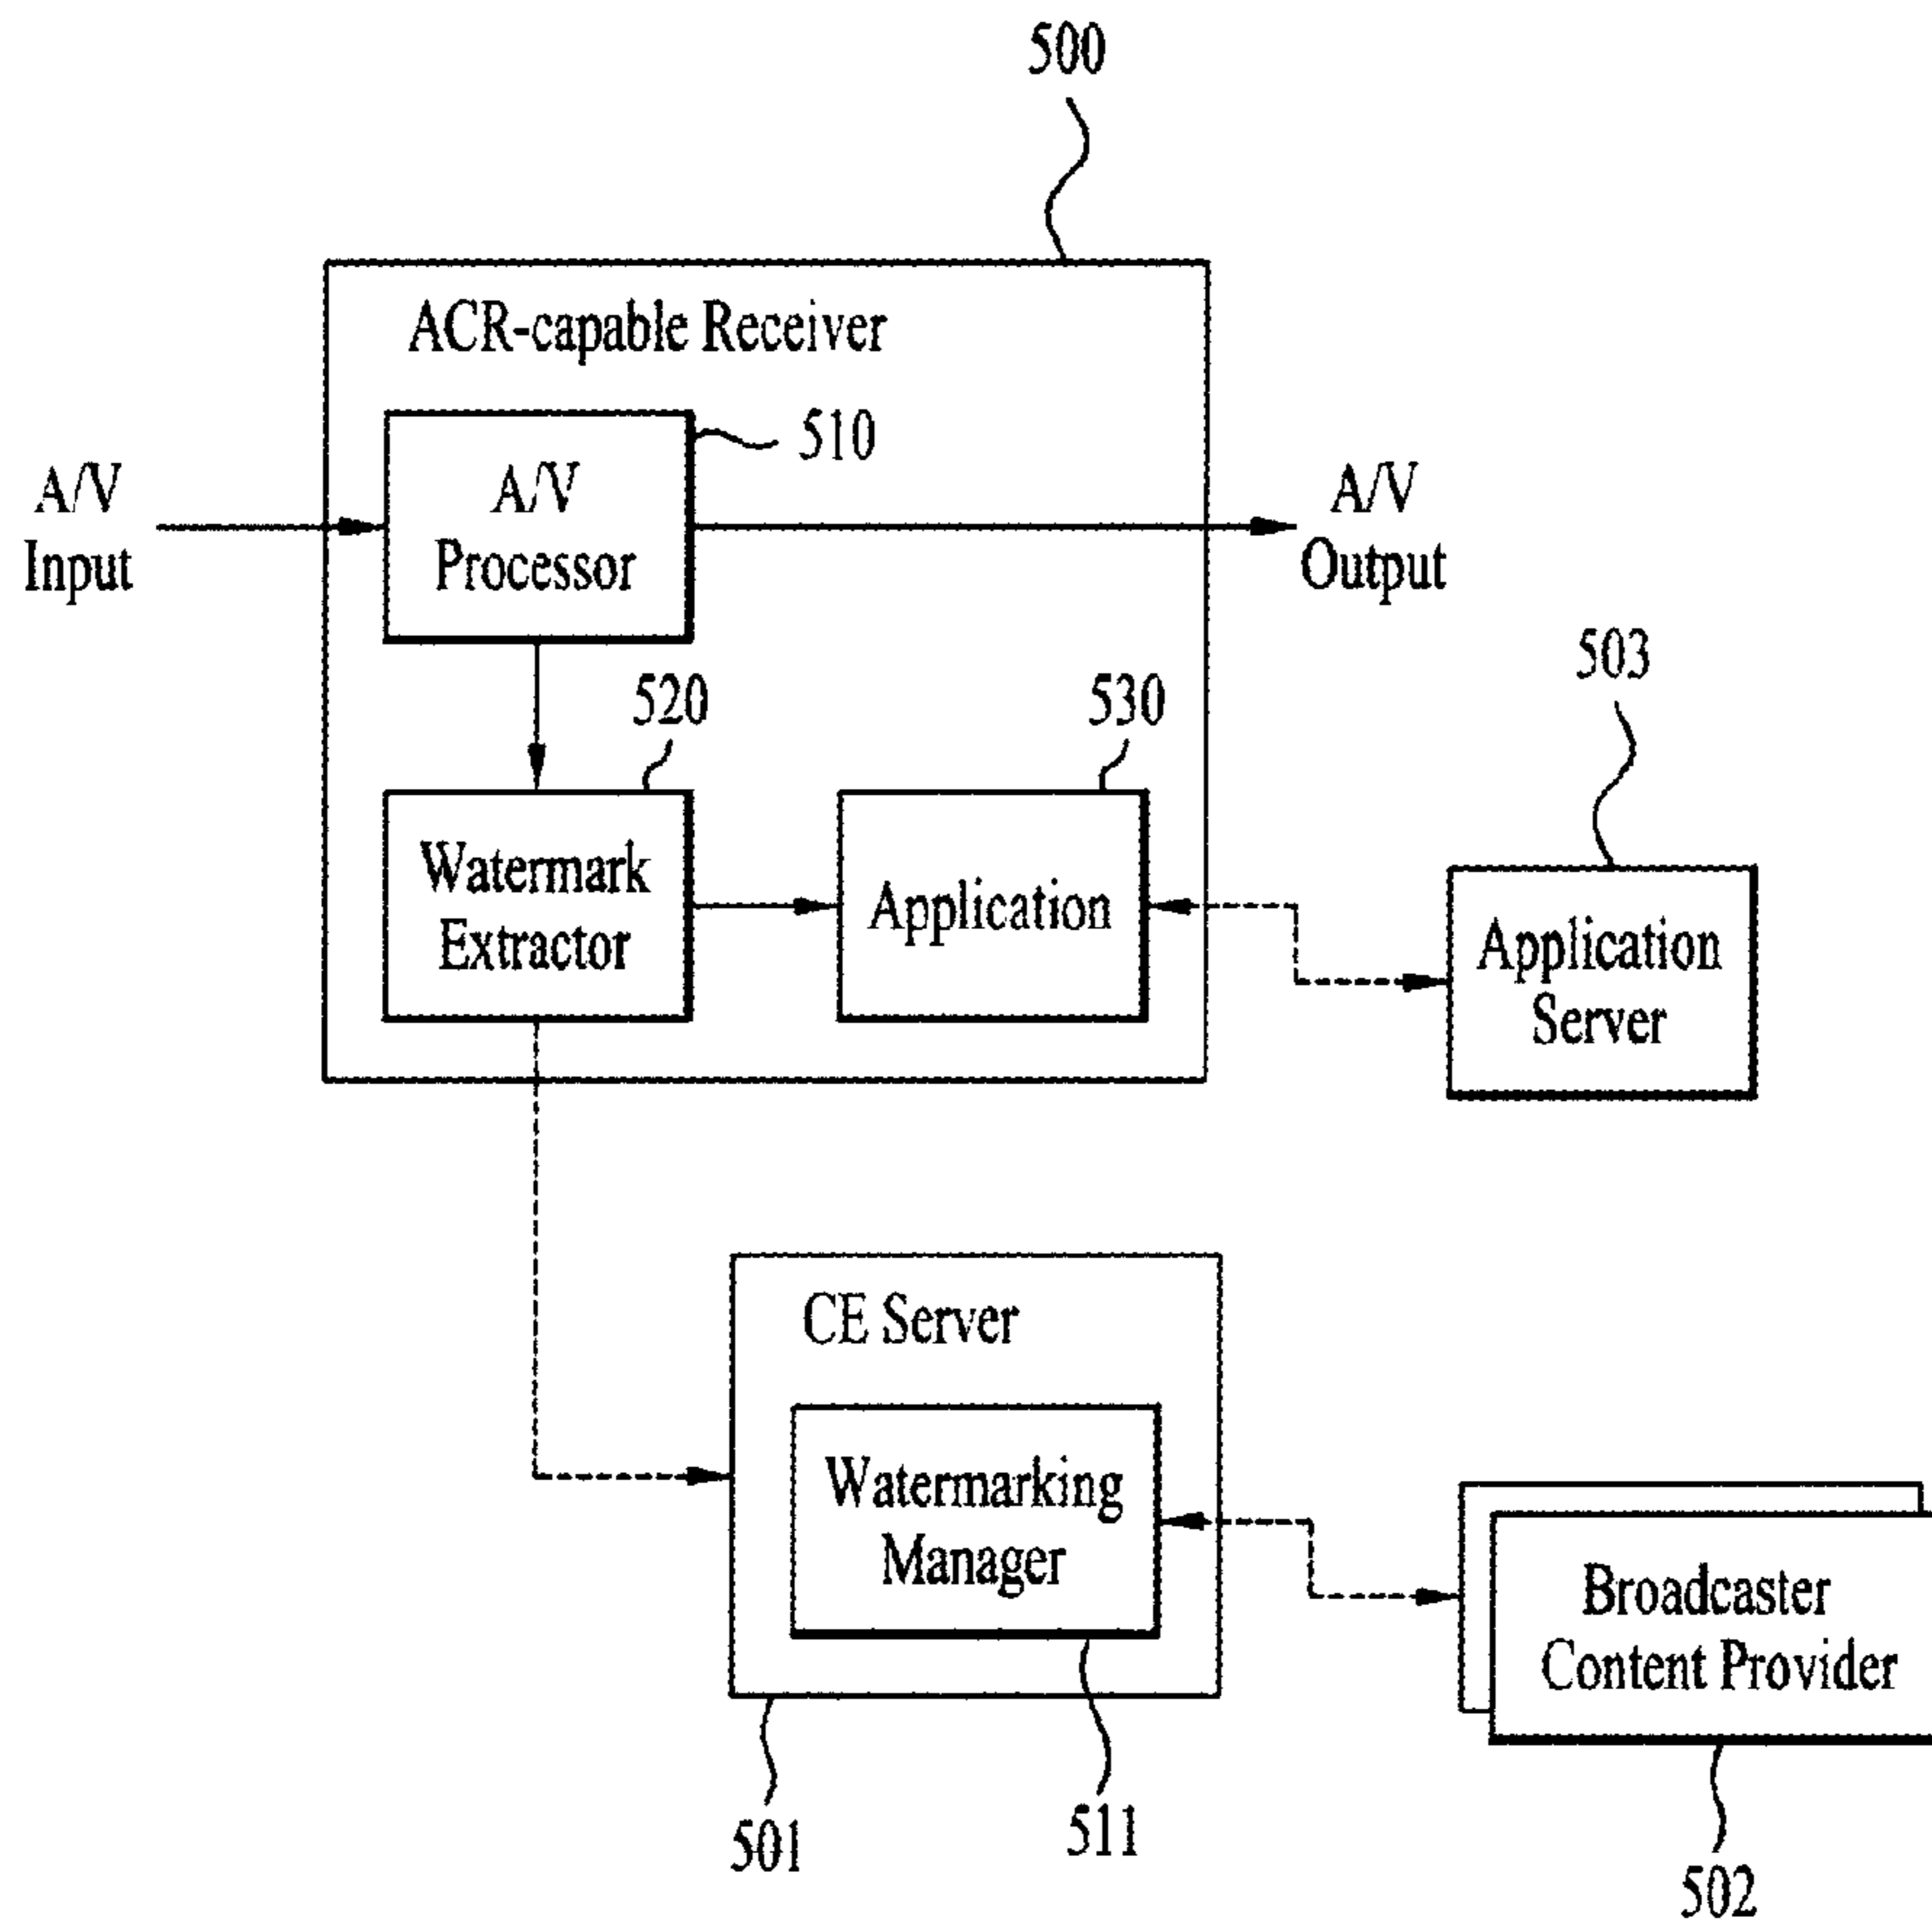 500
ACR-capable Receiver
510
A/V
Input
A/V
Processor
A/V
Output
503
520
530
Watermark
Extractor
Application
Application
Server
CE Server
Watermarking
Manager
Broadcaster
Content Provider
501
511
502